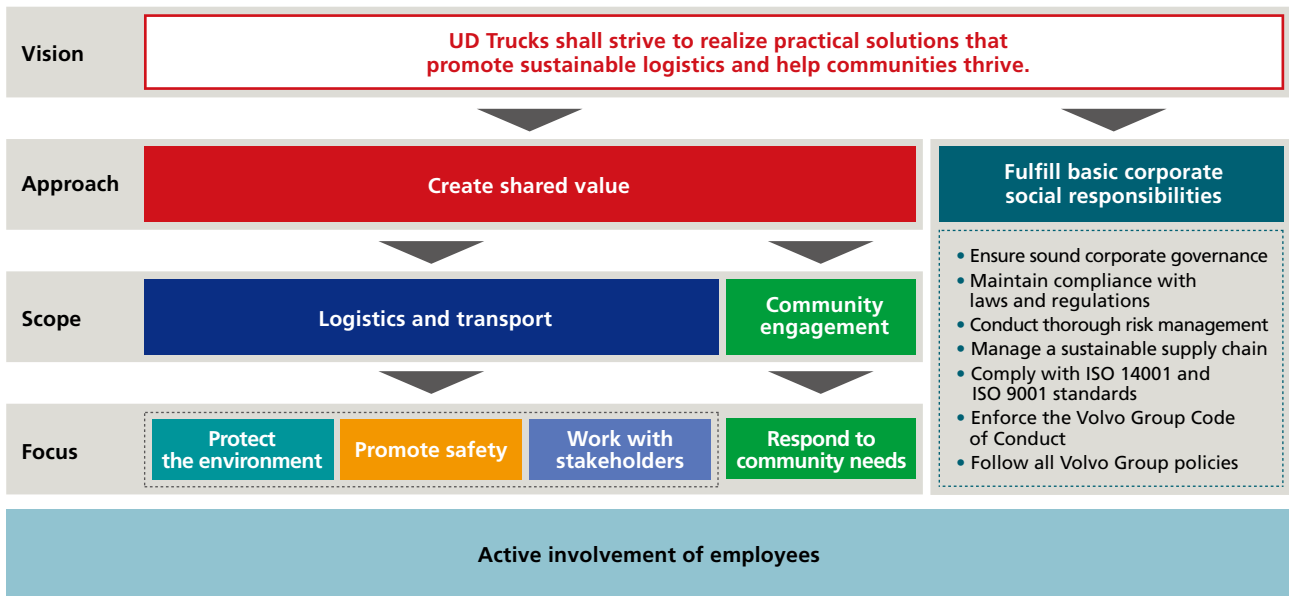 Vision
UD Trucks shall strive to realize practical solutions that
promote sustainable logistics and help communities thrive.
Approach
Create shared value
Fulfill basic corporate
social responsibilities
• Ensure sound corporate governance
• Maintain compliance with
laws and regulations
• Conduct thorough risk management
• Manage a sustainable supply chain
• Comply with ISO 14001 and
ISO 9001 standards
• Enforce the Volvo Group Code
of Conduct
• Follow all Volvo Group policies
Scope
Logistics and transport
Community
engagement
Focus
Protect
the environment
Promote safety
Work with
stakeholders
Respond to
community needs
Active involvement of employees